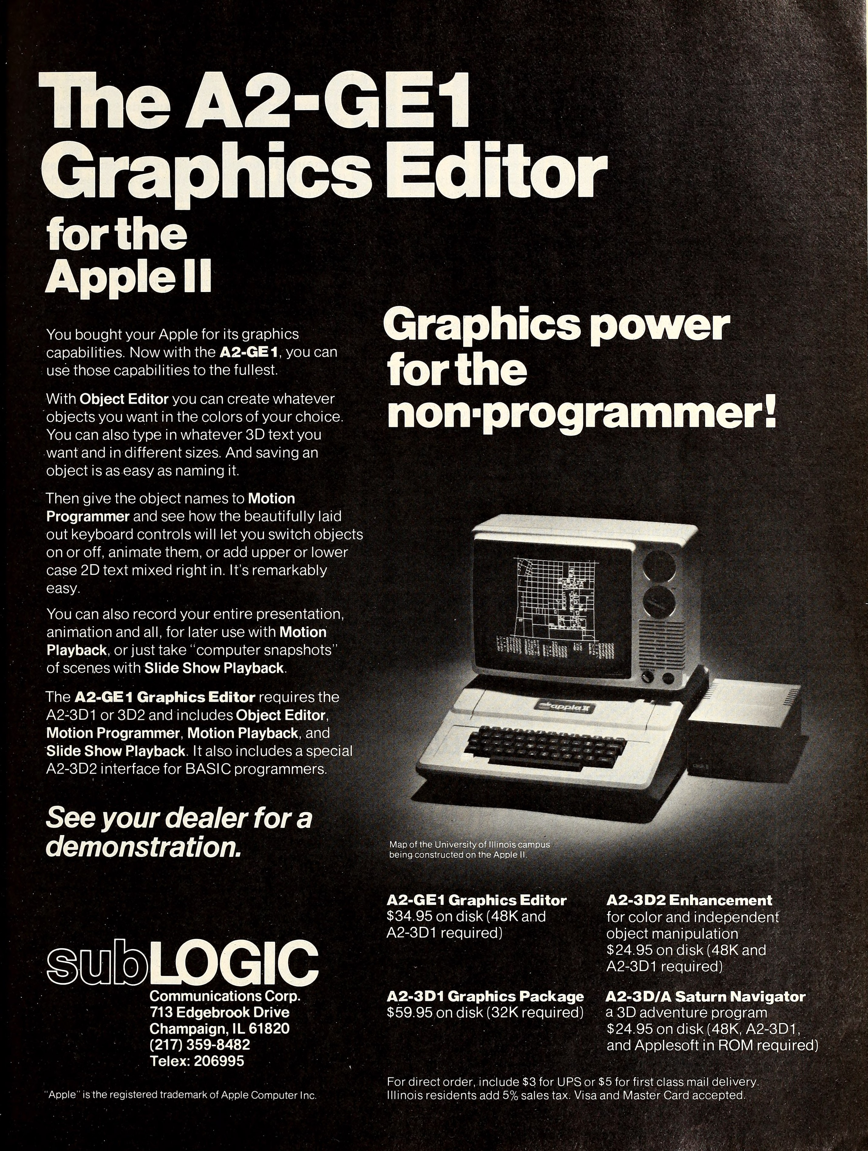 The A2-GE1
Graphics Editor
for the
Apple II
You bought your Apple for its graphics
capabilities. Now with the A2-GE1, you can
use those capabilities to the fullest.
With Object Editor you can create whatever
objects you want in the colors of your choice.
You can also type in whatever 3D text you
want and in different sizes. And saving an
object is as easy as naming it.
Then give the object names to Motion
Programmer and see how the beautifully laid
out keyboard controls will let you switch objects
on or off, animate them, or add upper or lower
case 2D text mixed right in. It's remarkably
easy.
You can also record your entire presentation,
animation and all, for later use with Motion
Playback, or just take "computer snapshots"
of scenes with Slide Show Playback.
The A2-GE1 Graphics Editor requires the
A2-3D1 or 3D2 and includes Object Editor,
Motion Programmer, Motion Playback, and
Slide Show Playback. It also includes a special
A2-3D2 interface for BASIC programmers.
See your dealer for a
demonstration.
subLOGIC
Communications Corp.
713 Edgebrook Drive
Champaign, IL 61820
(217) 359-8482
Telex: 206995
"Apple" is the registered trademark of Apple Computer Inc.
Graphics power
for the
non-programmer!
apple II
Map of the University of Illinois campus
being constructed on the Apple II.
A2-GE1 Graphics Editor
$34.95 on disk (48K and
A2-3D1 required)
A2-3D2 Enhancement
for color and independent
object manipulation
$24.95 on disk (48K and
A2-3D1 required)
A2-3D1 Graphics Package
$59.95 on disk (32K required)
A2-3D/A Saturn Navigator
a 3D adventure program
$24.95 on disk (48K, A2-3D1,
and Applesoft in ROM required)
For direct order, include $3 for UPS or $5 for first class mail delivery.
Illinois residents add 5% sales tax. Visa and Master Card accepted.